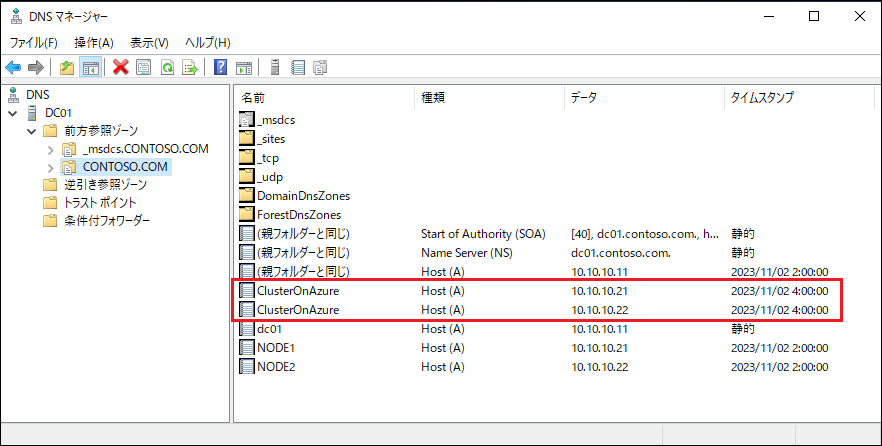 DNS マネージャー
ファイル(F) 操作(A) 表示(V) ヘルプ(H)
DNS
DC01
前方参照ゾーン
_msdcs.CONTOSO.COM
CONTOSO.COM
逆引き参照ゾーン
トラスト ポイント
条件付フォワーダー
名前 種類 データ タイムスタンプ
_msdcs
_sites
_tcp
_udp
DomainDnsZones
ForestDnsZones
(親フォルダーと同じ) Start of Authority (SOA) [40], dc01.contoso.com., h... 静的
(親フォルダーと同じ) Name Server (NS) dc01.contoso.com. 静的
(親フォルダーと同じ) Host (A) 10.10.10.11 2023/11/02 2:00:00
ClusterOnAzure Host (A) 10.10.10.21 2023/11/02 4:00:00
ClusterOnAzure Host (A) 10.10.10.22 2023/11/02 4:00:00
dc01 Host (A) 10.10.10.11 静的
NODE1 Host (A) 10.10.10.21 2023/11/02 2:00:00
NODE2 Host (A) 10.10.10.22 2023/11/02 2:00:00